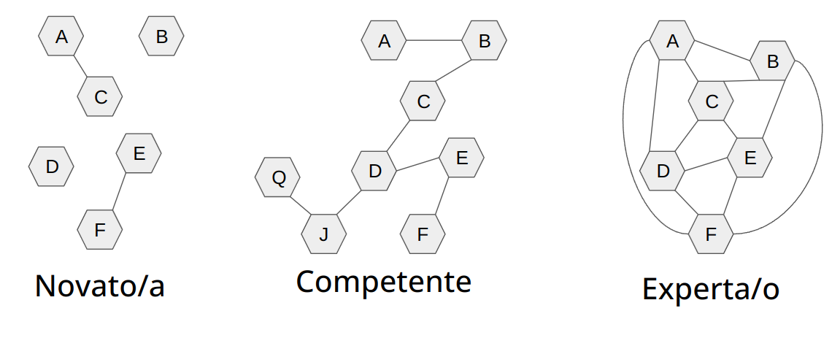 A B
C
D E
F
Novato/a
A B
C
Q D E
J F
Competente
A B
C
D E
F
Experta/o